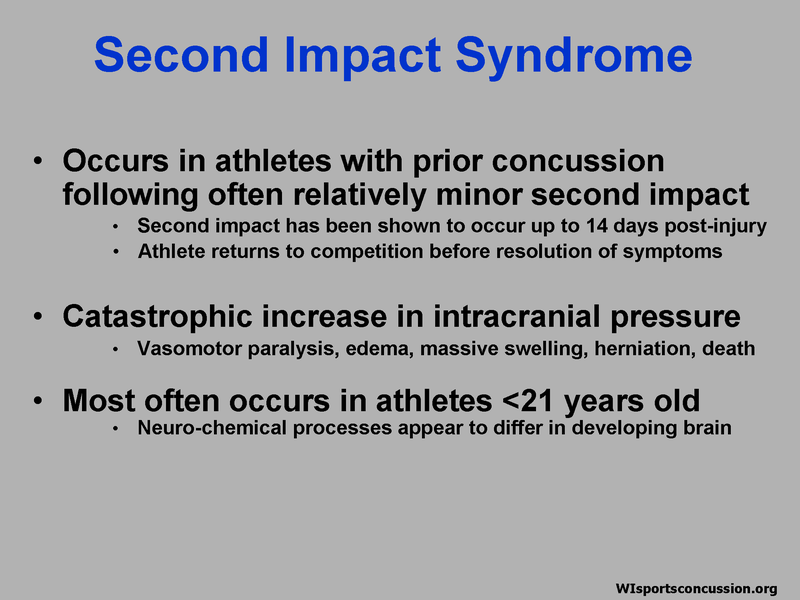 Second Impact Syndrome
• Occurs in athletes with prior concussion
following often relatively minor second impact
• Second impact has been shown to occur up to 14 days post-injury
• Athlete returns to competition before resolution of symptoms
• Catastrophic increase in intracranial pressure
• Vasomotor paralysis, edema, massive swelling, herniation, death
• Most often occurs in athletes <21 years old
• Neuro-chemical processes appear to differ in developing brain
WIsportsconcussion.org